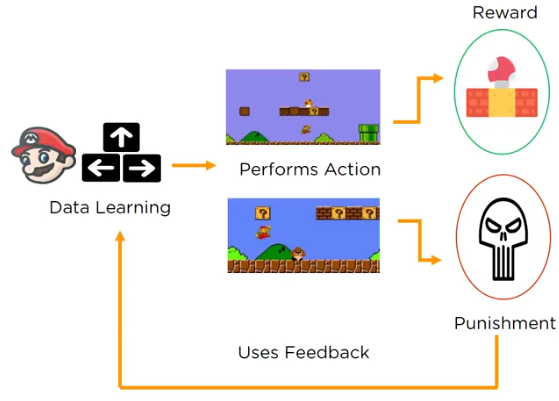 Reward
Performs Action
Data Learning
Punishment
Uses Feedback